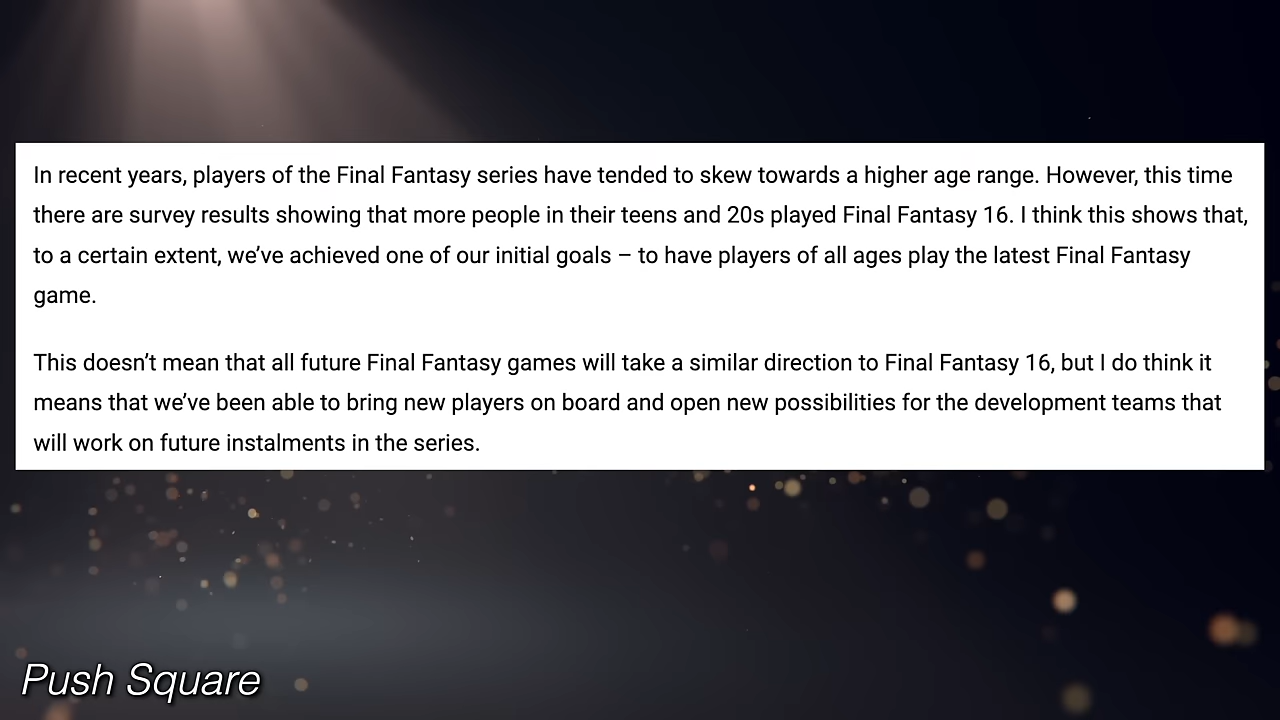 In recent years, players of the Final Fantasy series have tended to skew towards a higher age range. However, this time
there are survey results showing that more people in their teens and 20s played Final Fantasy 16. I think this shows that,
to a certain extent, we’ve achieved one of our initial goals – to have players of all ages play the latest Final Fantasy
game.
This doesn’t mean that all future Final Fantasy games will take a similar direction to Final Fantasy 16, but I do think it
means that we’ve been able to bring new players on board and open new possibilities for the development teams that
will work on future instalments in the series.
Push Square